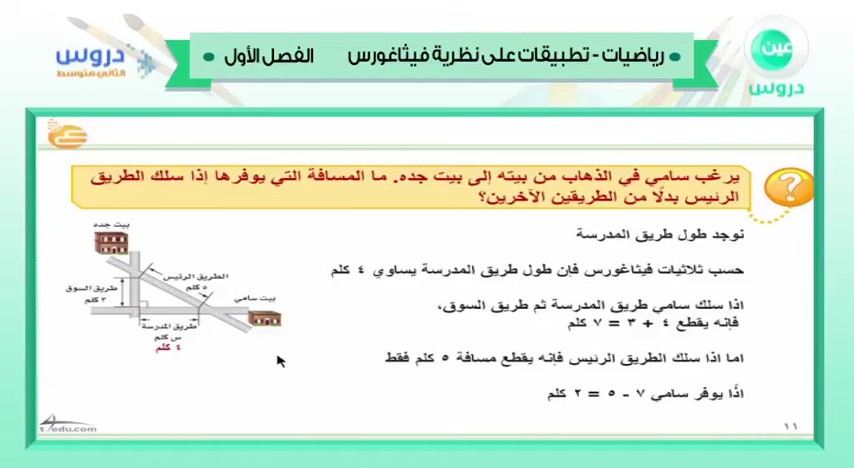 رياضيات - تطبيقات على نظرية فيثاغورس
الفصل الأول
عين
دروس
دروس
الثاني متوسط
يرغب سامي في الذهاب من بيته إلى بيت جده. ما المسافة التي يوفرها إذا سلك الطريق
الرئيس بدلًا من الطريقين الآخرين؟
?
نوجد طول طريق المدرسة
حسب ثلاثيات فيثاغورس فإن طول طريق المدرسة يساوي ٤ كلم
اذا سلك سامي طريق المدرسة ثم طريق السوق،
فإنه يقطع ٤ + ٣ = ٧ كلم
اما اذا سلك الطريق الرئيس فإنه يقطع مسافة ٥ كلم فقط
اذًا يوفر سامي ٧ - ٥ = ٢ كلم
بيت جده
الطريق الرئيس
٥ كلم
طريق السوق
٣ كلم
بيت سامي
طريق المدرسة
س كلم
٤ كلم
t4edu.com
١١